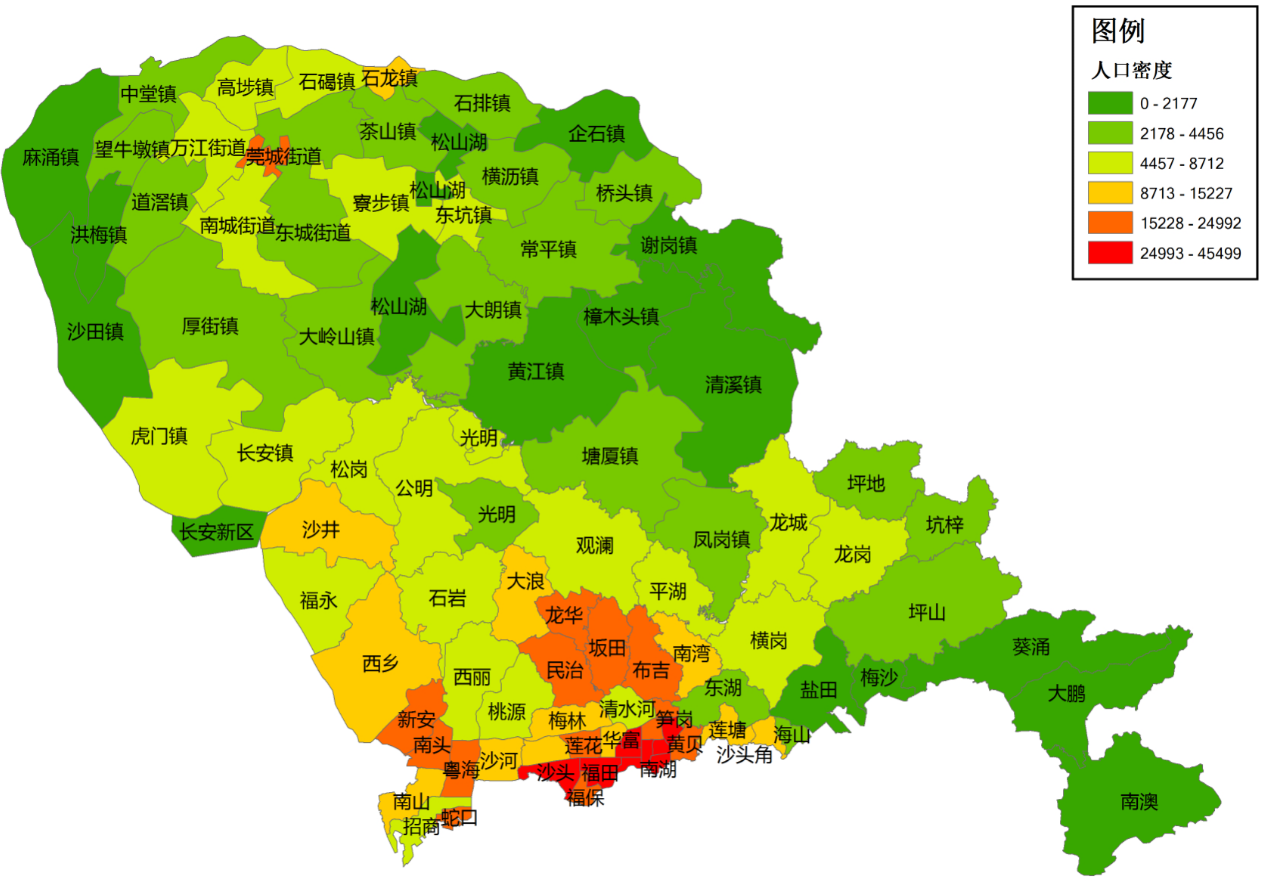 图例
人口密度
0 - 2177
2178 - 4456
4457 - 8712
8713 - 15227
15228 - 24992
24993 - 45499
中堂镇
高埗镇
石碣镇
石龙镇
石排镇
麻涌镇
望牛墩镇
万江街道
莞城街道
茶山镇
松山湖
企石镇
道滘镇
寮步镇
松山湖
横沥镇
桥头镇
洪梅镇
南城街道
东城街道
东坑镇
常平镇
谢岗镇
沙田镇
厚街镇
大岭山镇
松山湖
大朗镇
樟木头镇
黄江镇
清溪镇
虎门镇
长安镇
松岗
光明
塘厦镇
公明
坪地
长安新区
沙井
光明
观澜
凤岗镇
龙城
龙岗
坑梓
福永
石岩
大浪
平湖
坪山
龙华
坂田
横岗
葵涌
西乡
西丽
民治
布吉
南湾
东湖
盐田
梅沙
大鹏
新安
桃源
梅林
清水河
笋岗
莲塘
海山
南头
沙河
莲花
华富
黄贝
沙头角
粤海
沙头
福田
南湖
福保
南山
招商
蛇口
南澳